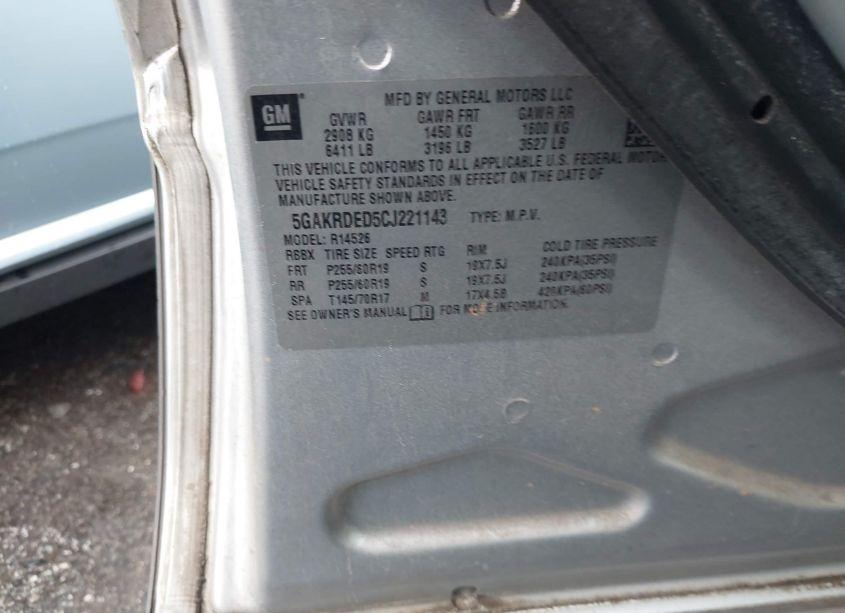 GM
MFD BY GENERAL MOTORS LLC
GVWR GAWR FRT GAWR RR
2908 KG 1450 KG 1600 KG
6411 LB 3196 LB 3527 LB
THIS VEHICLE CONFORMS TO ALL APPLICABLE U.S. FEDERAL MOTOR
VEHICLE SAFETY STANDARDS IN EFFECT ON THE DATE OF
MANUFACTURE SHOWN ABOVE.
5GAKRDED5CJ221143 TYPE: M.P.V.
MODEL: R14526
RBBX TIRE SIZE SPEED RTG RIM COLD TIRE PRESSURE
FRT P255/60R19 S 19X7.5J 240KPA(35PSI)
RR P255/60R19 S 19X7.5J 240KPA(35PSI)
SPA T145/70R17 M 17X4.5B 420KPA(60PSI)
SEE OWNER'S MANUAL FOR MORE INFORMATION.